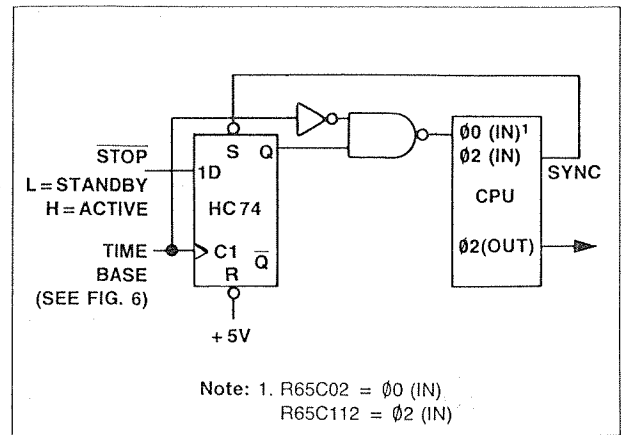 S Q
1D
HC74
C1 Q̅
R
S̅T̅O̅P̅
L=STANDBY
H=ACTIVE
TIME
BASE
(SEE FIG. 6)
+5V
Ø0 (IN)¹
Ø2 (IN)
CPU
Ø2(OUT)
SYNC
Note: 1. R65C02 = Ø0 (IN)
R65C112 = Ø2 (IN)